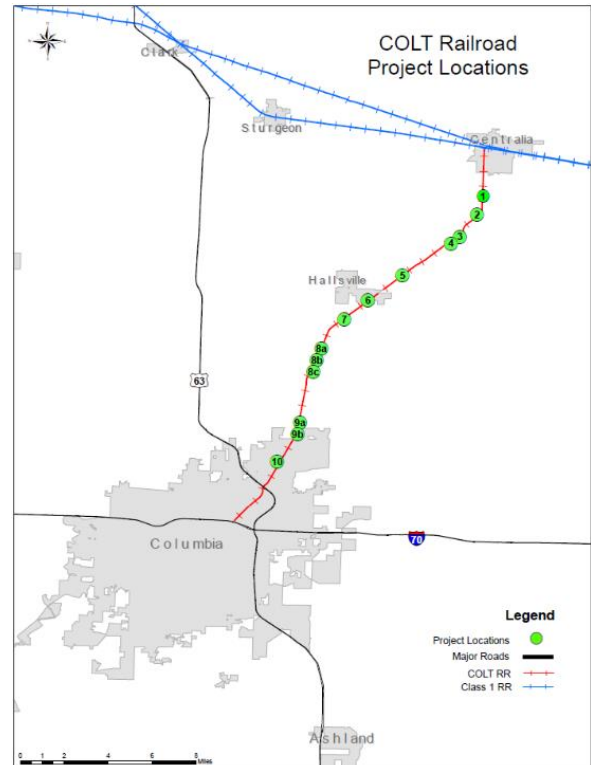 COLT Railroad
Project Locations
Clark
Sturgeon
Centralia
1
2
3
4
5
Hallsville
6
7
8a
8b
8c
63
9a
9b
10
Columbia
70
Legend
Project Locations
Major Roads
COLT RR
Class 1 RR
Ashland
0 1 2 4 6 8
Miles